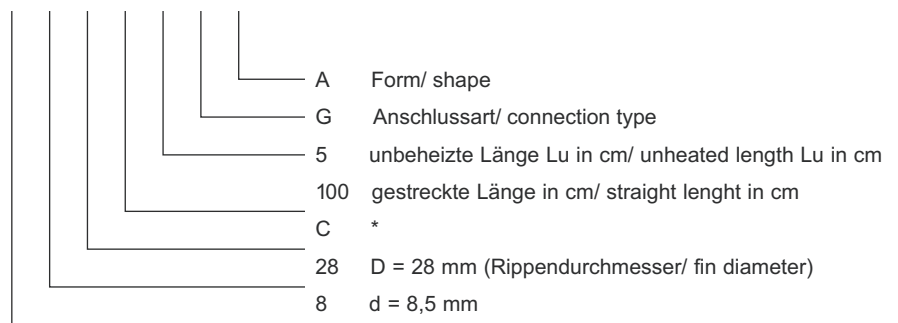 A Form/ shape
G Anschlussart/ connection type
5 unbeheizte Länge Lu in cm/ unheated length Lu in cm
100 gestreckte Länge in cm/ straight lenght in cm
C *
28 D = 28 mm (Rippendurchmesser/ fin diameter)
8 d = 8,5 mm